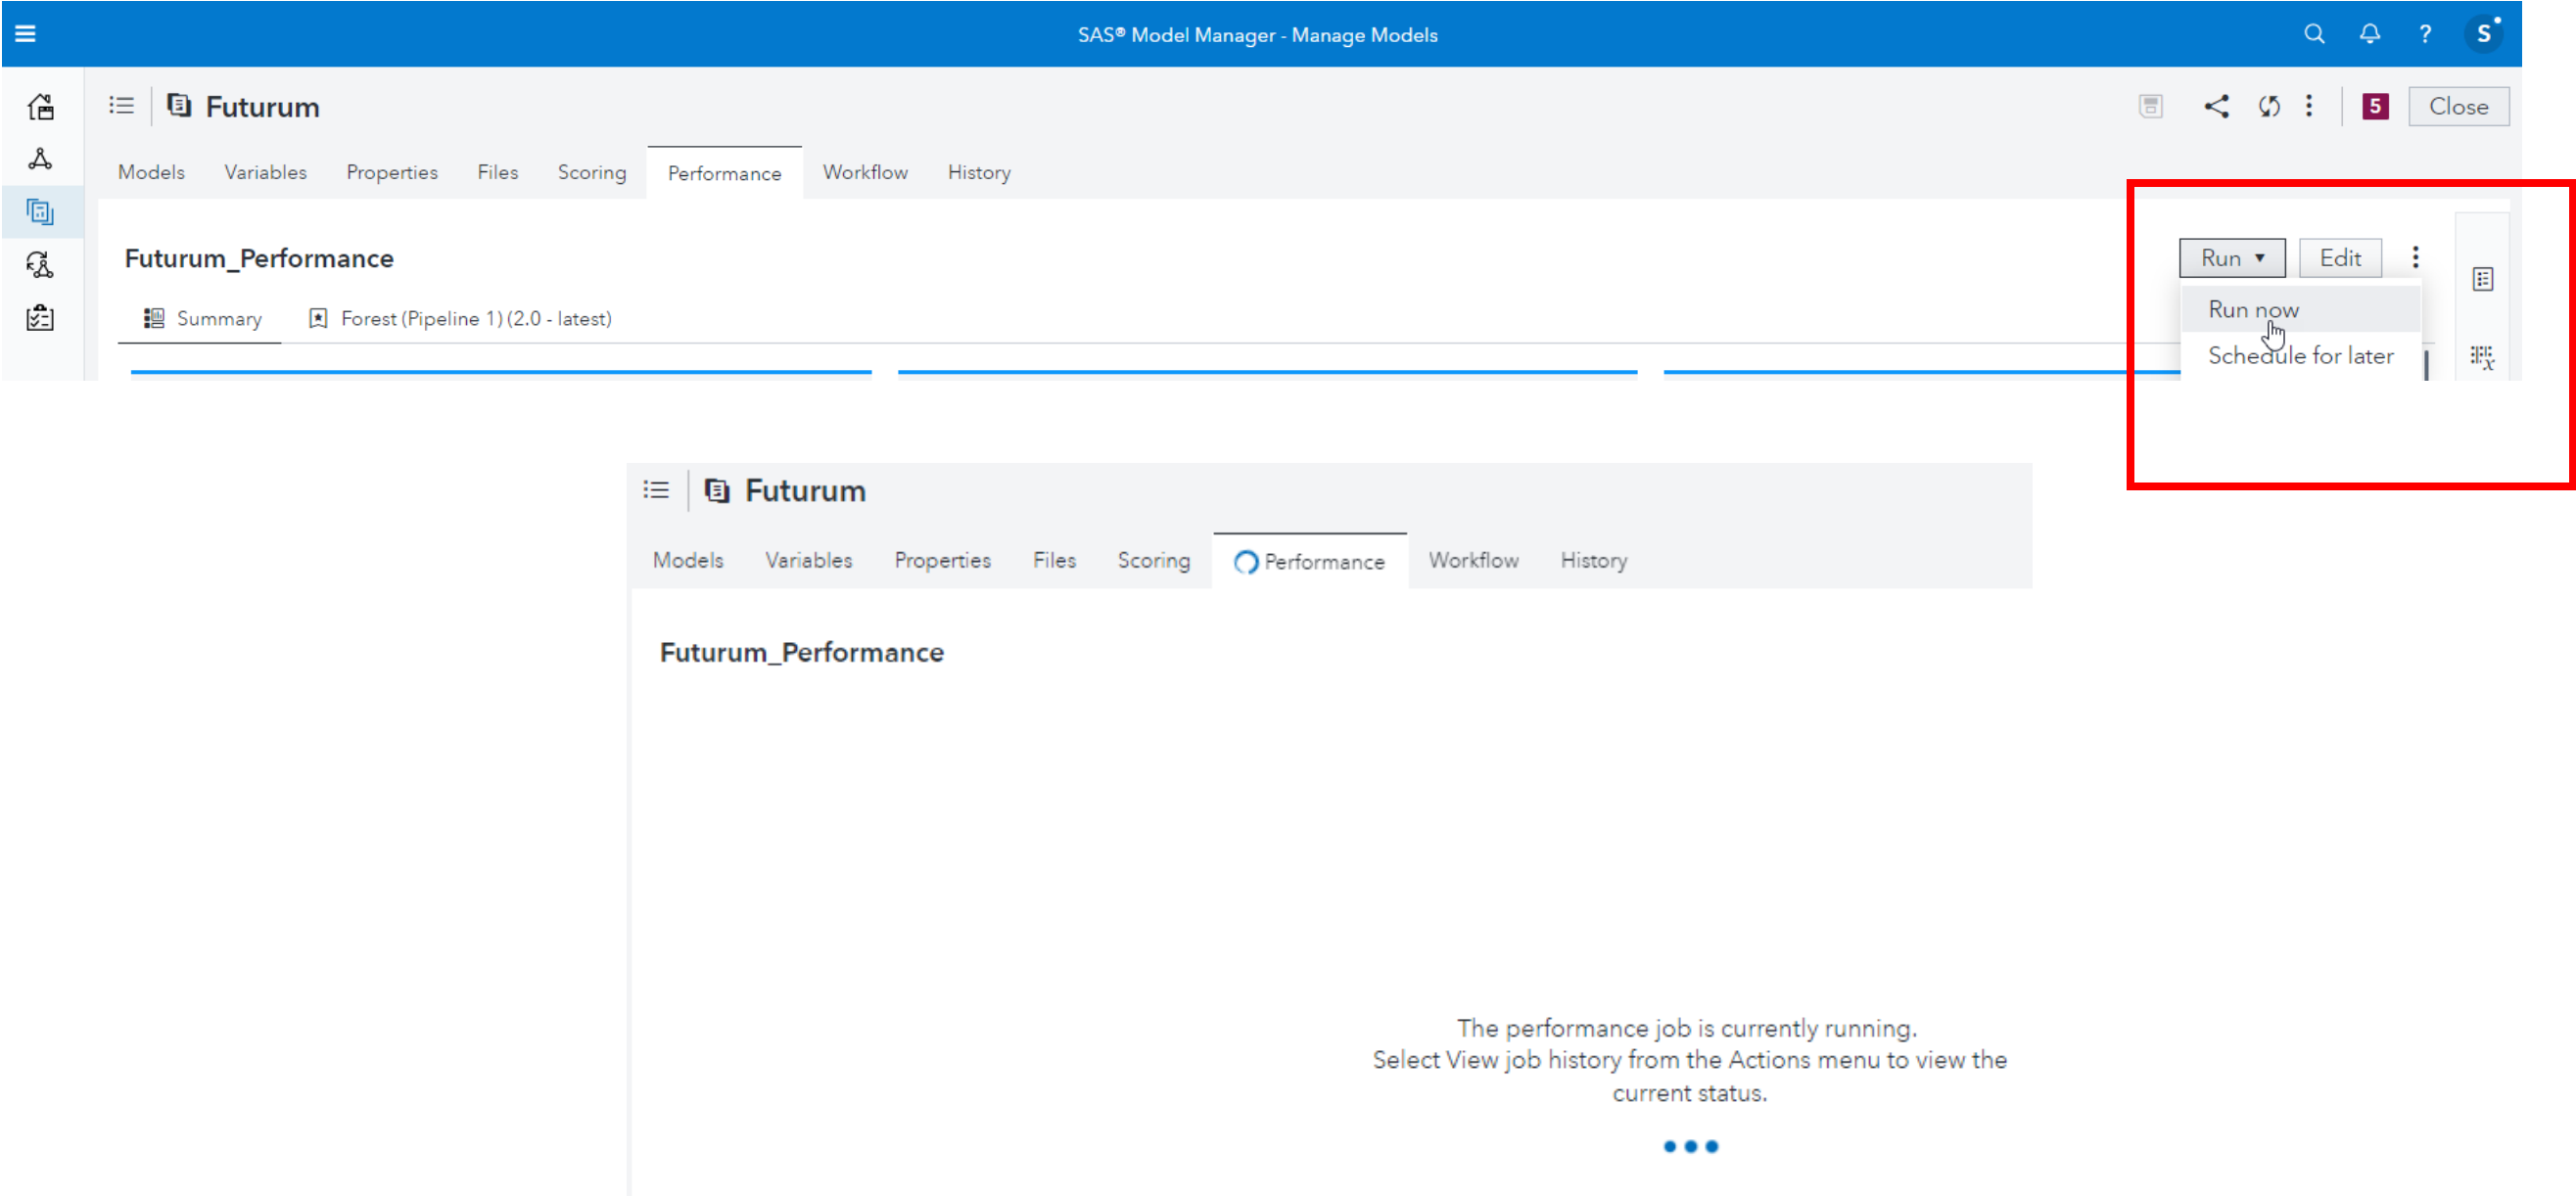 SAS® Model Manager - Manage Models
? S
Futurum
5 Close
Models Variables Properties Files Scoring Performance Workflow History
Futurum_Performance
Run Edit
Run now
Summary Forest (Pipeline 1) (2.0 - latest)
Schedule for later
Futurum
Models Variables Properties Files Scoring Performance Workflow History
Futurum_Performance
The performance job is currently running.
Select View job history from the Actions menu to view the
current status.